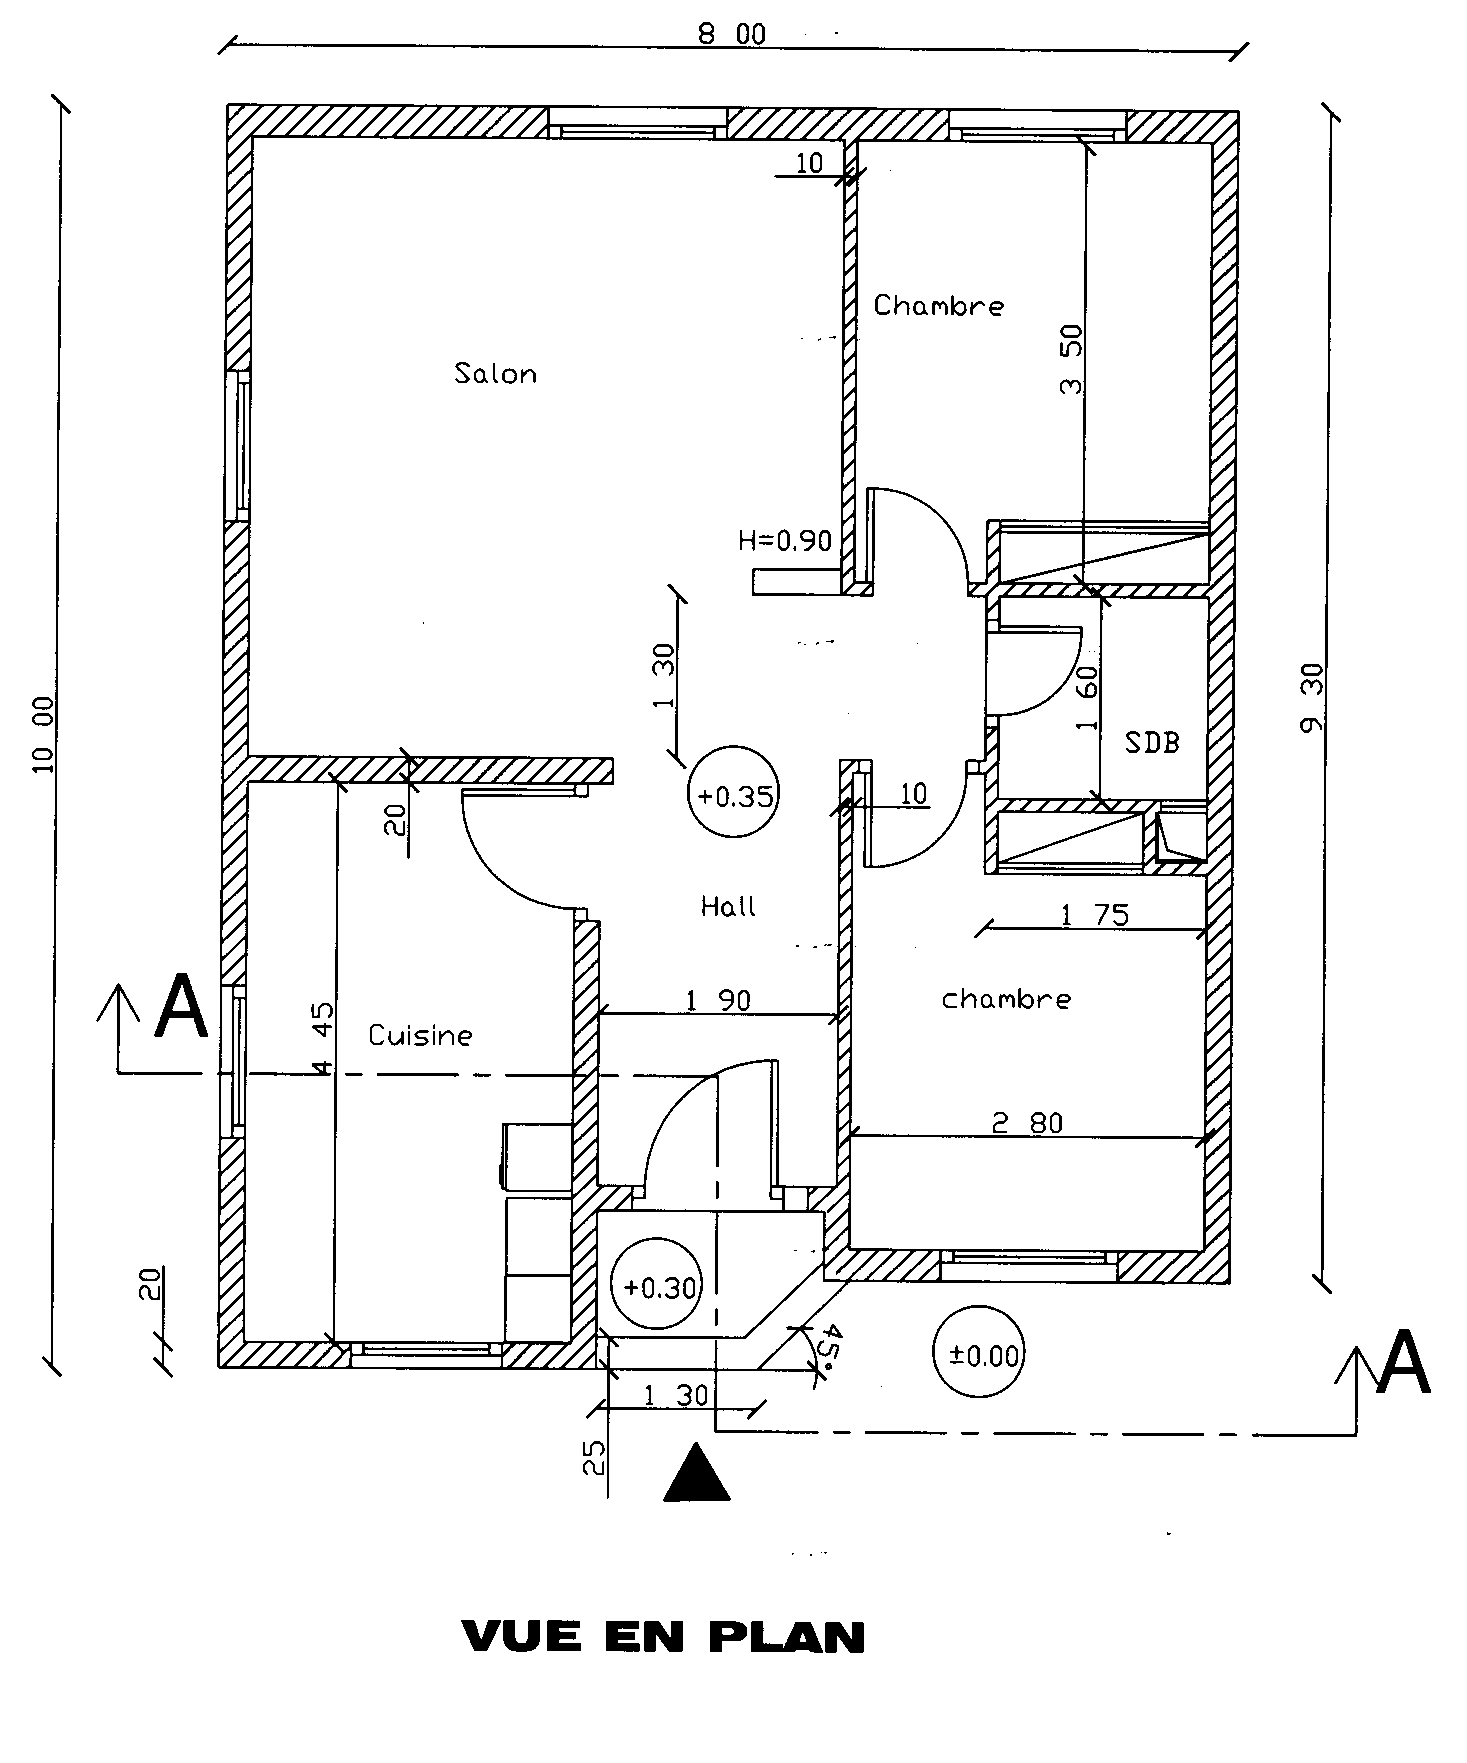 8 00
10
Chambre
3 50
Salon
H=0.90
1 30
1 60
10 00
9 30
SDB
+0.35
10
20
Hall
1 75
A
1 90
chambre
4 45
Cuisine
2 80
20
+0.30
45°
±0.00
A
1 30
25
VUE EN PLAN